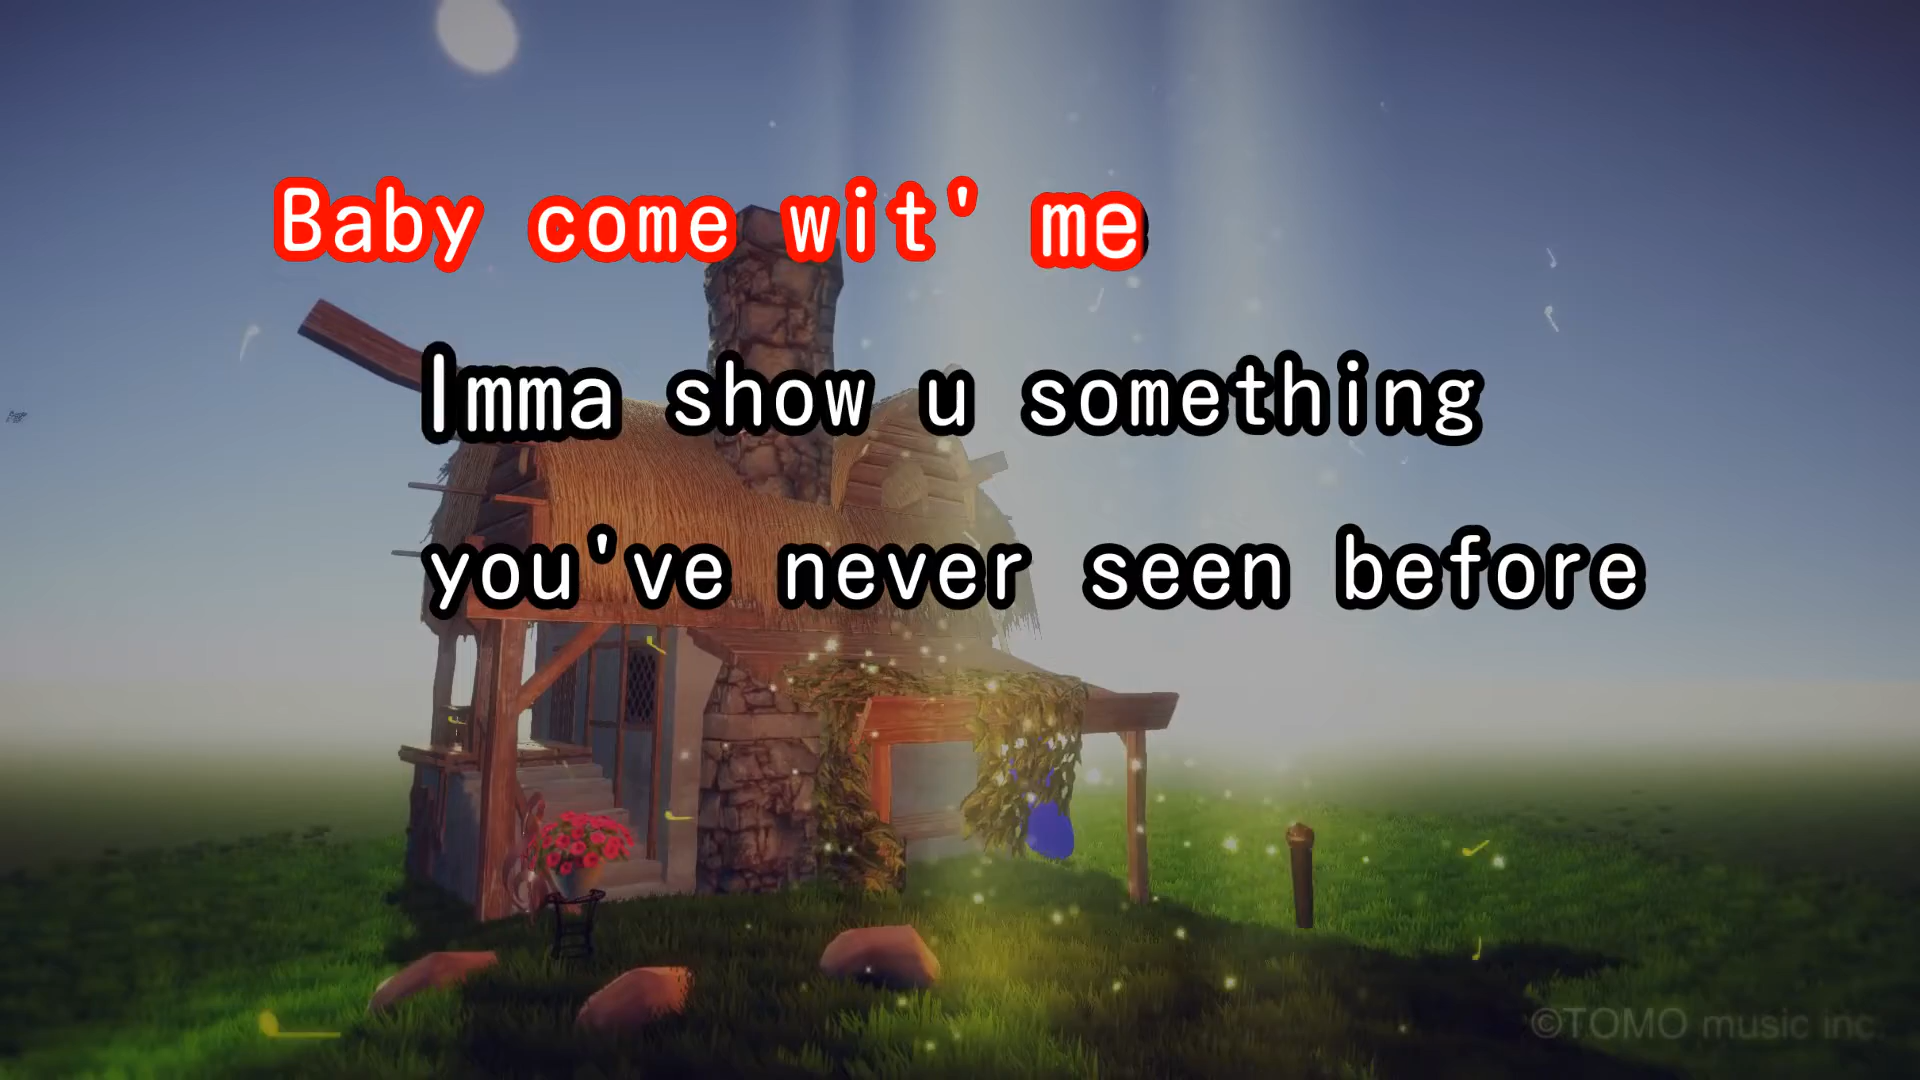 Baby come wit' me
Imma show u something
you've never seen before
©TOMO music inc.